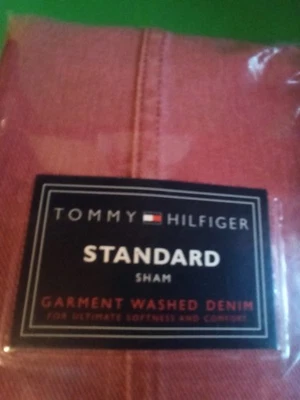 TOMMY HILFIGER
STANDARD
SHAM
GARMENT WASHED DENIM
FOR ULTIMATE SOFTNESS AND COMFORT